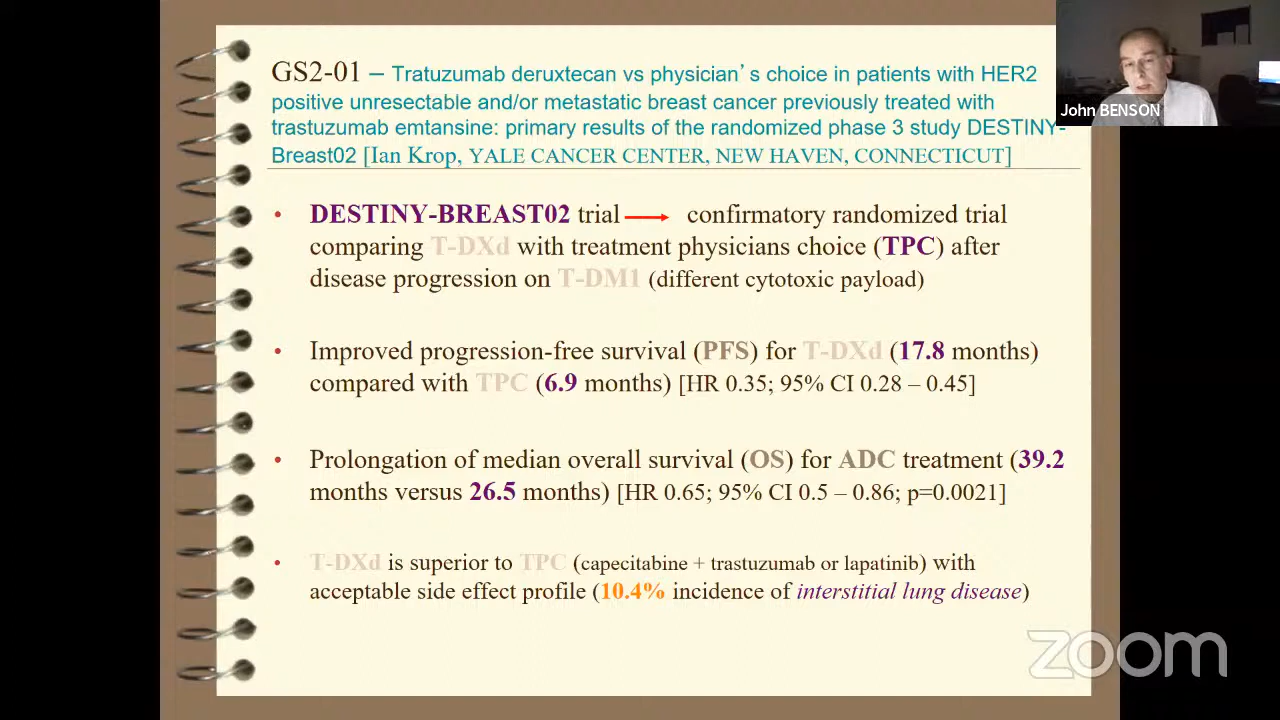 GS2-01 – Tratuzumab deruxtecan vs physician's choice in patients with HER2
positive unresectable and/or metastatic breast cancer previously treated with
trastuzumab emtansine: primary results of the randomized phase 3 study DESTINY-
Breast02 [Ian Krop, YALE CANCER CENTER, NEW HAVEN, CONNECTICUT]
John BENSON
• DESTINY-BREAST02 trial → confirmatory randomized trial
comparing T-DXd with treatment physicians choice (TPC) after
disease progression on T-DM1 (different cytotoxic payload)
• Improved progression-free survival (PFS) for T-DXd (17.8 months)
compared with TPC (6.9 months) [HR 0.35; 95% CI 0.28 – 0.45]
• Prolongation of median overall survival (OS) for ADC treatment (39.2
months versus 26.5 months) [HR 0.65; 95% CI 0.5 – 0.86; p=0.0021]
• T-DXd is superior to TPC (capecitabine + trastuzumab or lapatinib) with
acceptable side effect profile (10.4% incidence of interstitial lung disease)
zoom